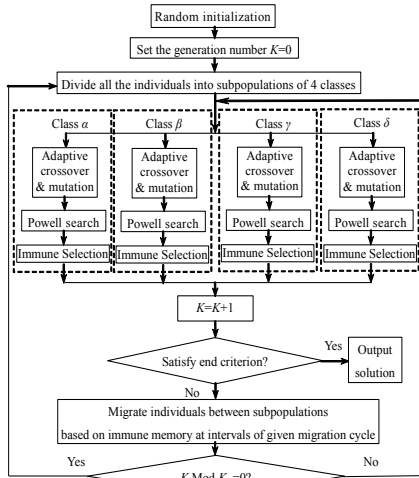 Random initialization
Set the generation number K=0
Divide all the individuals into subpopulations of 4 classes
Class α
Adaptive
crossover
& mutation
Powell search
Immune Selection
Class β
Adaptive
crossover
& mutation
Powell search
Immune Selection
Class γ
Adaptive
crossover
& mutation
Powell search
Immune Selection
Class δ
Adaptive
crossover
& mutation
Powell search
Immune Selection
K=K+1
Satisfy end criterion?
Yes
Output
solution
No
Migrate individuals between subpopulations
based on immune memory at intervals of given migration cycle
Yes
No